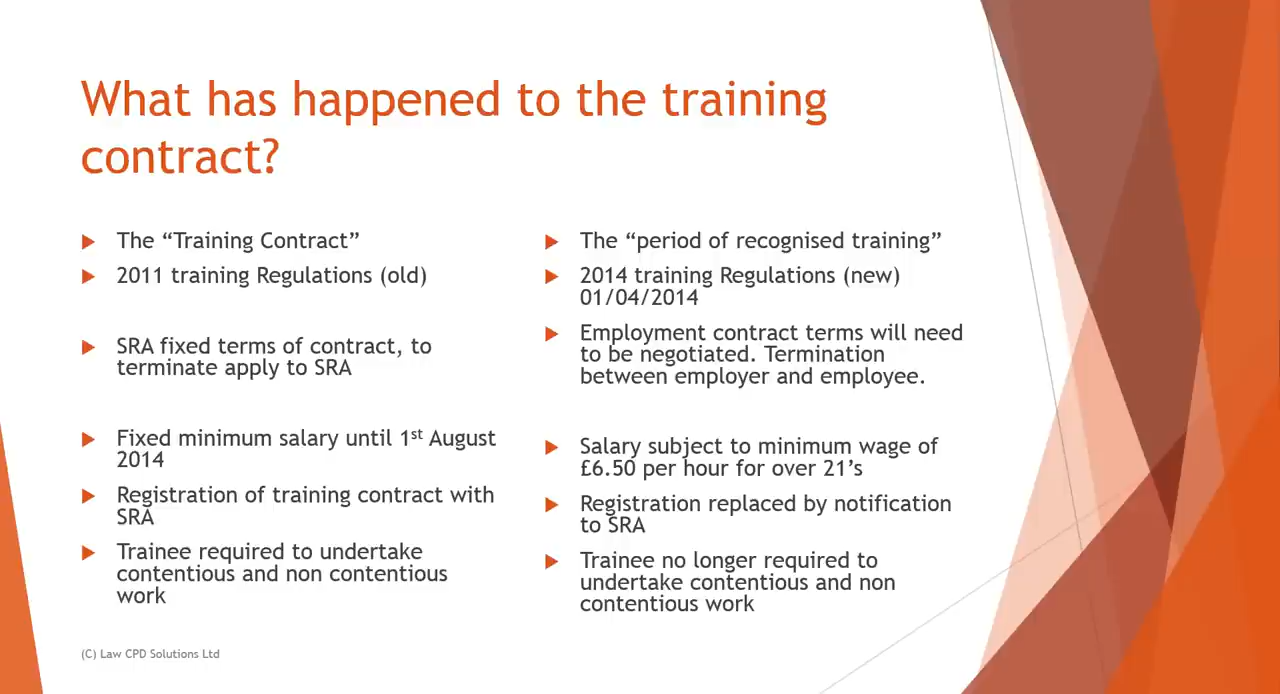 What has happened to the training
contract?
The “Training Contract”
2011 training Regulations (old)
SRA fixed terms of contract, to
terminate apply to SRA
Fixed minimum salary until 1st August
2014
Registration of training contract with
SRA
Trainee required to undertake
contentious and non contentious
work
The “period of recognised training”
2014 training Regulations (new)
01/04/2014
Employment contract terms will need
to be negotiated. Termination
between employer and employee.
Salary subject to minimum wage of
£6.50 per hour for over 21’s
Registration replaced by notification
to SRA
Trainee no longer required to
undertake contentious and non
contentious work
(C) Law CPD Solutions Ltd